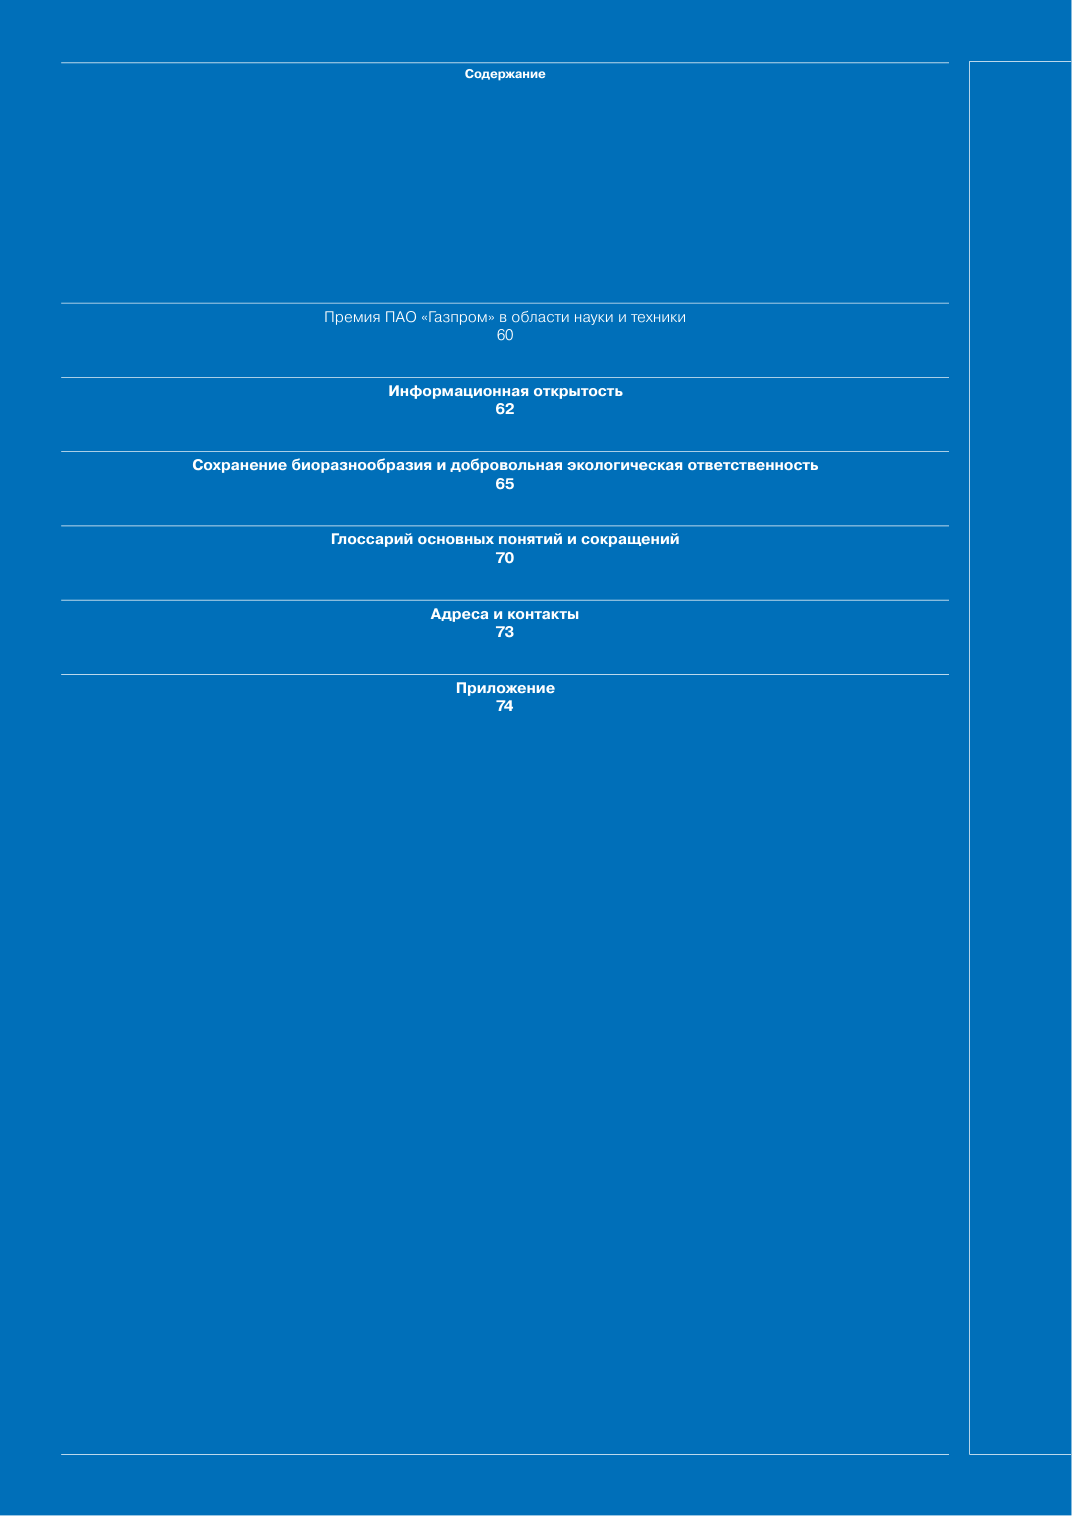 Содержание
Премия ПАО «Газпром» в области науки и техники
60
Информационная открытость
62
Сохранение биоразнообразия и добровольная экологическая ответственность
65
Глоссарий основных понятий и сокращений
70
Адреса и контакты
73
Приложение
74